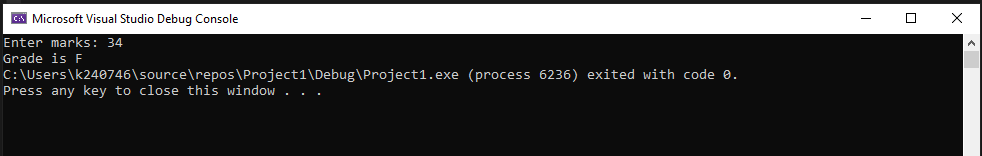 Microsoft Visual Studio Debug Console
Enter marks: 34
Grade is F
C:\Users\k240746\source\repos\Project1\Debug\Project1.exe (process 6236) exited with code 0.
Press any key to close this window . . .